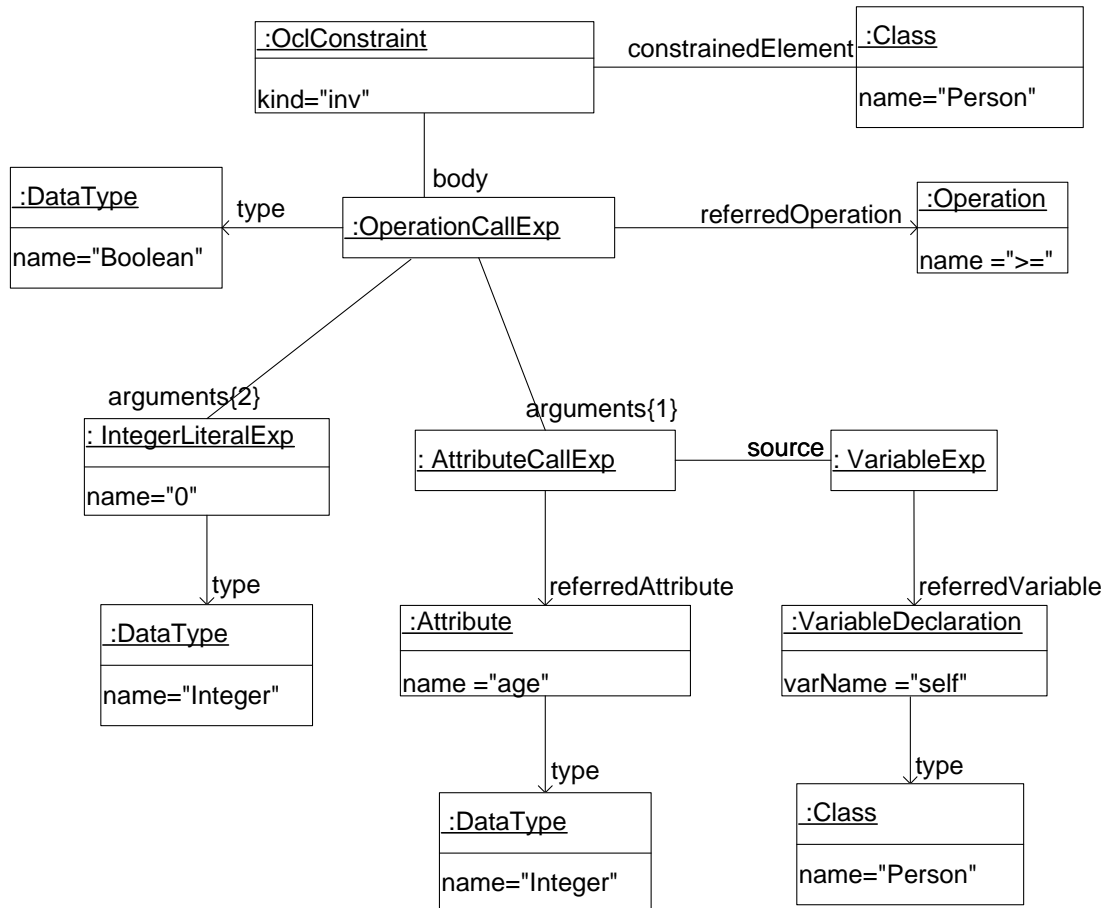 :OclConstraint
kind="inv"
constrainedElement
:Class
name="Person"
body
:DataType
name="Boolean"
type
:OperationCallExp
referredOperation
:Operation
name =">="
arguments{2}
: IntegerLiteralExp
name="0"
arguments{1}
: AttributeCallExp
source
: VariableExp
type
:DataType
name="Integer"
referredAttribute
:Attribute
name ="age"
referredVariable
:VariableDeclaration
varName ="self"
type
:DataType
name="Integer"
type
:Class
name="Person"